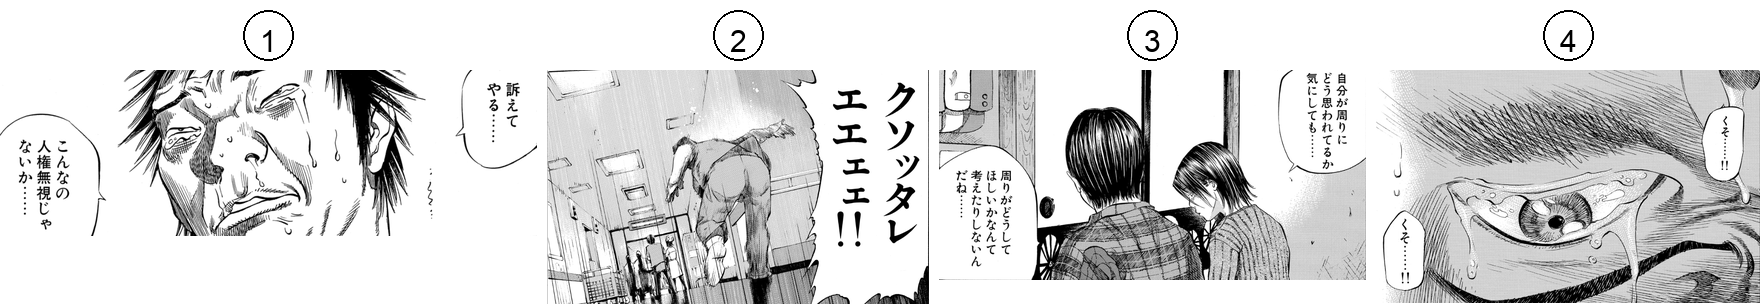 1
訴えて
やる……
こんなの
人権無視じゃ
ないか……
2
クソッタレ
エエェェ!!
3
自分が周りに
どう思われてるか
気にしても……
周りがどうして
ほしいかなんて
考えたりしないん
だね……
4
くそ……!!
くそ……!!